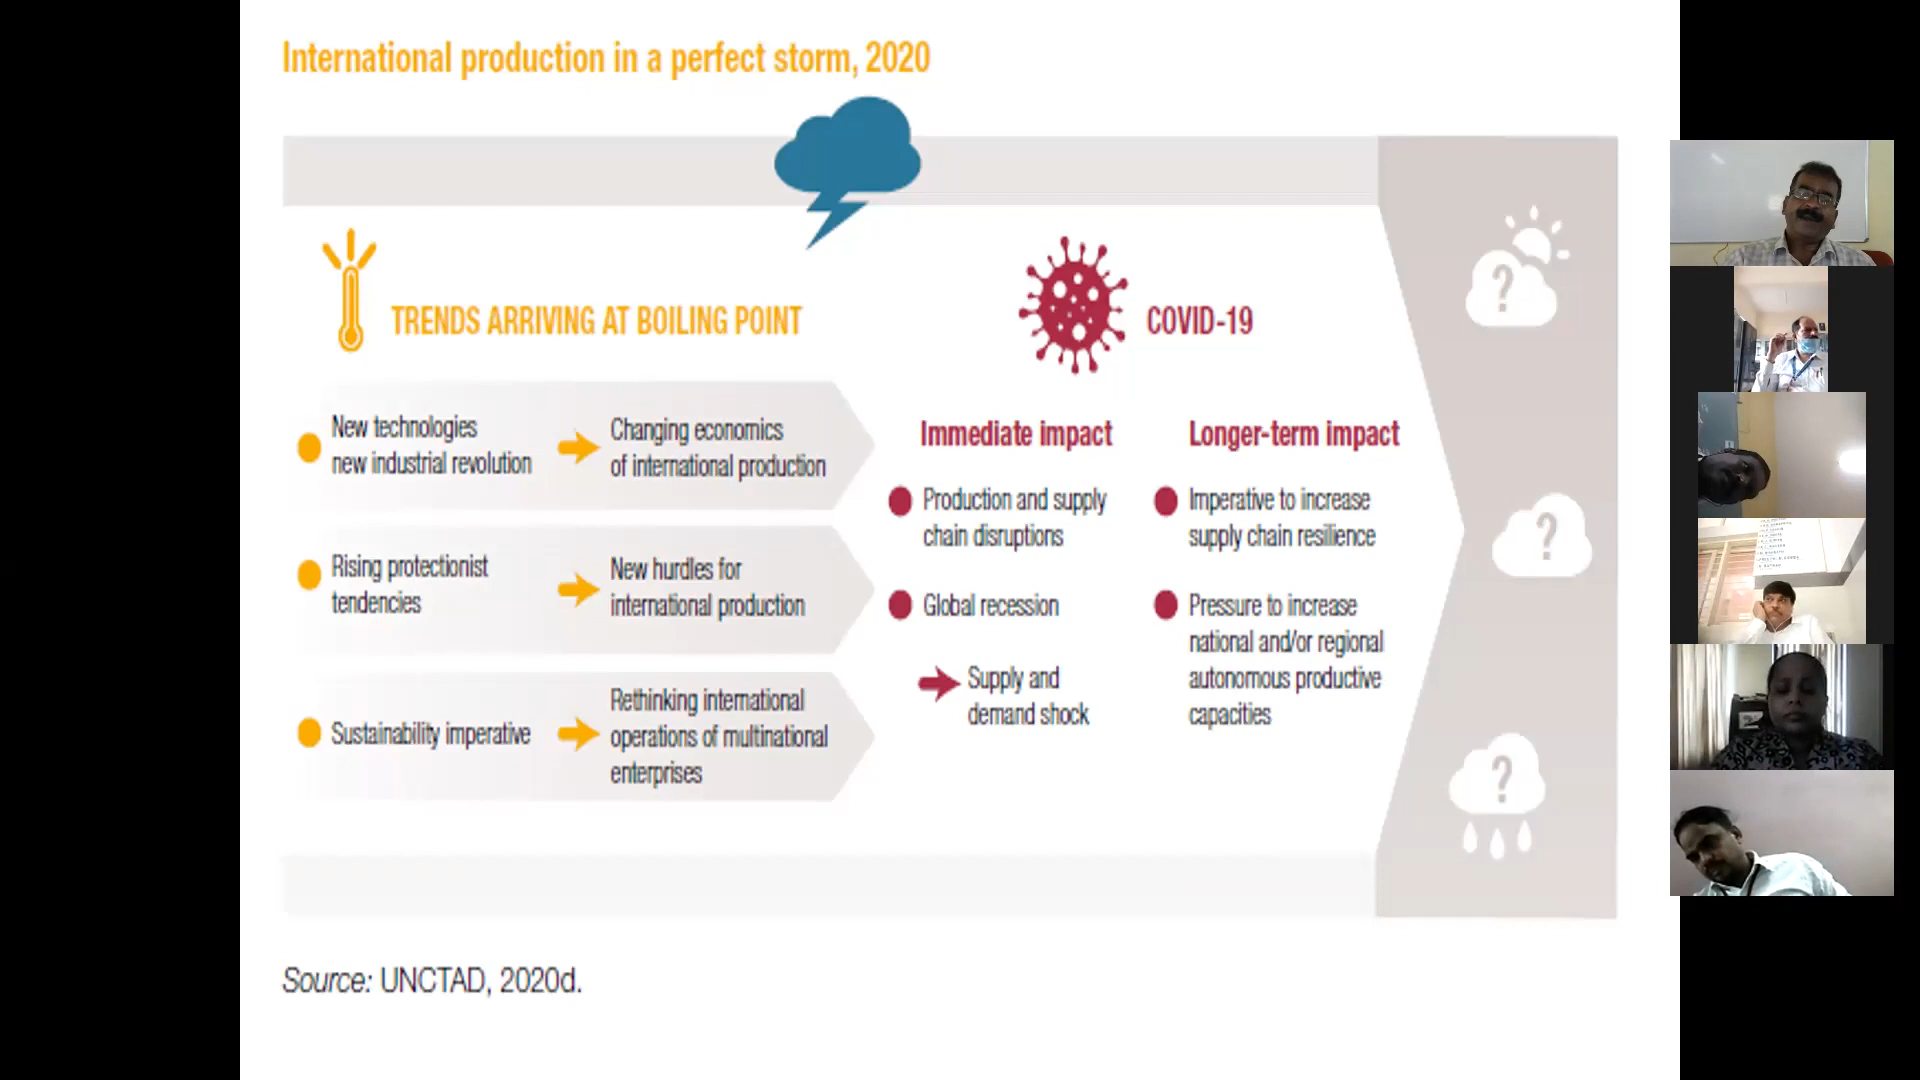 International production in a perfect storm, 2020
TRENDS ARRIVING AT BOILING POINT
New technologies
new industrial revolution
Changing economics
of international production
Rising protectionist
tendencies
New hurdles for
international production
Sustainability imperative
Rethinking international
operations of multinational
enterprises
COVID-19
Immediate impact
Production and supply
chain disruptions
Global recession
Supply and
demand shock
Longer-term impact
Imperative to increase
supply chain resilience
Pressure to increase
national and/or regional
autonomous productive
capacities
?
?
?
Source: UNCTAD, 2020d.